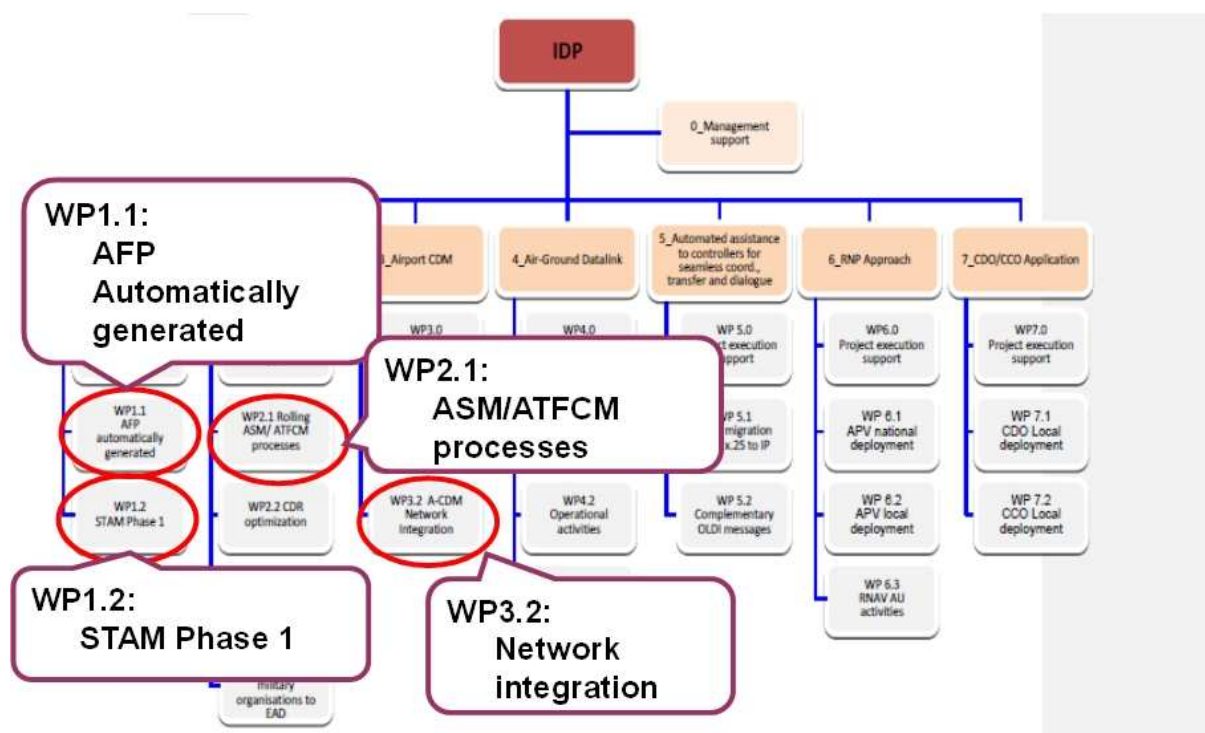 IDP
0_Management
support
WP1.1:
AFP
Automatically
generated
_Airport CDM
4_Air-Ground Datalink
5_Automated assistance
to controllers for
seamless coord.,
transfer and dialogue
6_RNP Approach
7_CDO/CCO Application
WP3.0
WP4.0
WP 5.0
execution
WP6.0
Project execution
support
WP7.0
Project execution
support
WP2.1:
ASM/ATFCM
processes
WP1.1
AFP
automatically
generated
WP2.1 Rolling
ASM/ ATFCM
processes
WP 5.1
migration
x.25 to IP
WP 6.1
APV national
deployment
WP 7.1
CDO Local
deployment
WP1.2
STAM Phase 1
WP2.2 CDR
optimization
WP3.2 A-CDM
Network
Integration
WP4.2
Operational
activities
WP 5.2
Complementary
OLDI messages
WP 6.2
APV local
deployment
WP 7.2
CCO Local
deployment
WP1.2:
STAM Phase 1
WP3.2:
Network
integration
WP 6.3
RNAV AU
activities
military
organisations to
EAD